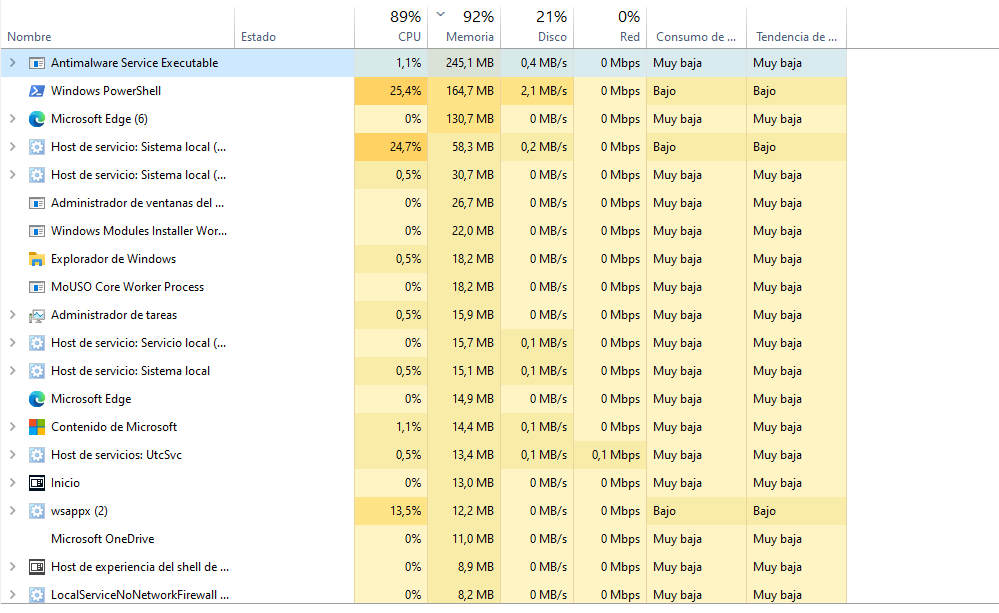 89% 92% 21% 0%
Nombre Estado CPU Memoria Disco Red Consumo de ... Tendencia de ...
Antimalware Service Executable 1,1% 245,1 MB 0,4 MB/s 0 Mbps Muy baja Muy baja
Windows PowerShell 25,4% 164,7 MB 2,1 MB/s 0 Mbps Bajo Bajo
Microsoft Edge (6) 0% 130,7 MB 0 MB/s 0 Mbps Muy baja Muy baja
Host de servicio: Sistema local (... 24,7% 58,3 MB 0,2 MB/s 0 Mbps Bajo Bajo
Host de servicio: Sistema local (... 0,5% 30,7 MB 0 MB/s 0 Mbps Muy baja Muy baja
Administrador de ventanas del ... 0% 26,7 MB 0 MB/s 0 Mbps Muy baja Muy baja
Windows Modules Installer Wor... 0% 22,0 MB 0 MB/s 0 Mbps Muy baja Muy baja
Explorador de Windows 0,5% 18,2 MB 0 MB/s 0 Mbps Muy baja Muy baja
MoUSO Core Worker Process 0% 18,2 MB 0 MB/s 0 Mbps Muy baja Muy baja
Administrador de tareas 0,5% 15,9 MB 0 MB/s 0 Mbps Muy baja Muy baja
Host de servicio: Servicio local (... 0% 15,7 MB 0,1 MB/s 0 Mbps Muy baja Muy baja
Host de servicio: Sistema local 0,5% 15,1 MB 0,1 MB/s 0 Mbps Muy baja Muy baja
Microsoft Edge 0% 14,9 MB 0 MB/s 0 Mbps Muy baja Muy baja
Contenido de Microsoft 1,1% 14,4 MB 0,1 MB/s 0 Mbps Muy baja Muy baja
Host de servicios: UtcSvc 0,5% 13,4 MB 0,1 MB/s 0,1 Mbps Muy baja Muy baja
Inicio 0% 13,0 MB 0 MB/s 0 Mbps Muy baja Muy baja
wsappx (2) 13,5% 12,2 MB 0 MB/s 0 Mbps Bajo Bajo
Microsoft OneDrive 0% 11,0 MB 0 MB/s 0 Mbps Muy baja Muy baja
Host de experiencia del shell de ... 0% 8,9 MB 0 MB/s 0 Mbps Muy baja Muy baja
LocalServiceNoNetworkFirewall ... 0% 8,2 MB 0 MB/s 0 Mbps Muy baja Muy baja